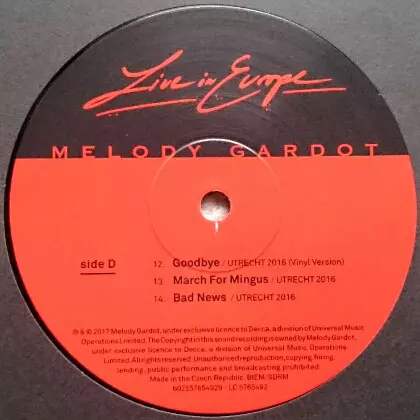 Live in Europe
MELODY GARDOT
side D
12. Goodbye / UTRECHT 2016 (Vinyl Version)
13. March For Mingus / UTRECHT 2016
14. Bad News / UTRECHT 2016
℗ & © 2017 Melody Gardot, under exclusive licence to Decca, a division of Universal Music
Operations Limited. The Copyright in this sound recording is owned by Melody Gardot,
under exclusive licence to Decca, a division of Universal Music Operations
Limited. All rights reserved. Unauthorised reproduction, copying, hiring,
lending, public performance and broadcasting prohibited.
Made in the Czech Republic. BIEM, SDRM
602557654929 - LC 5765492